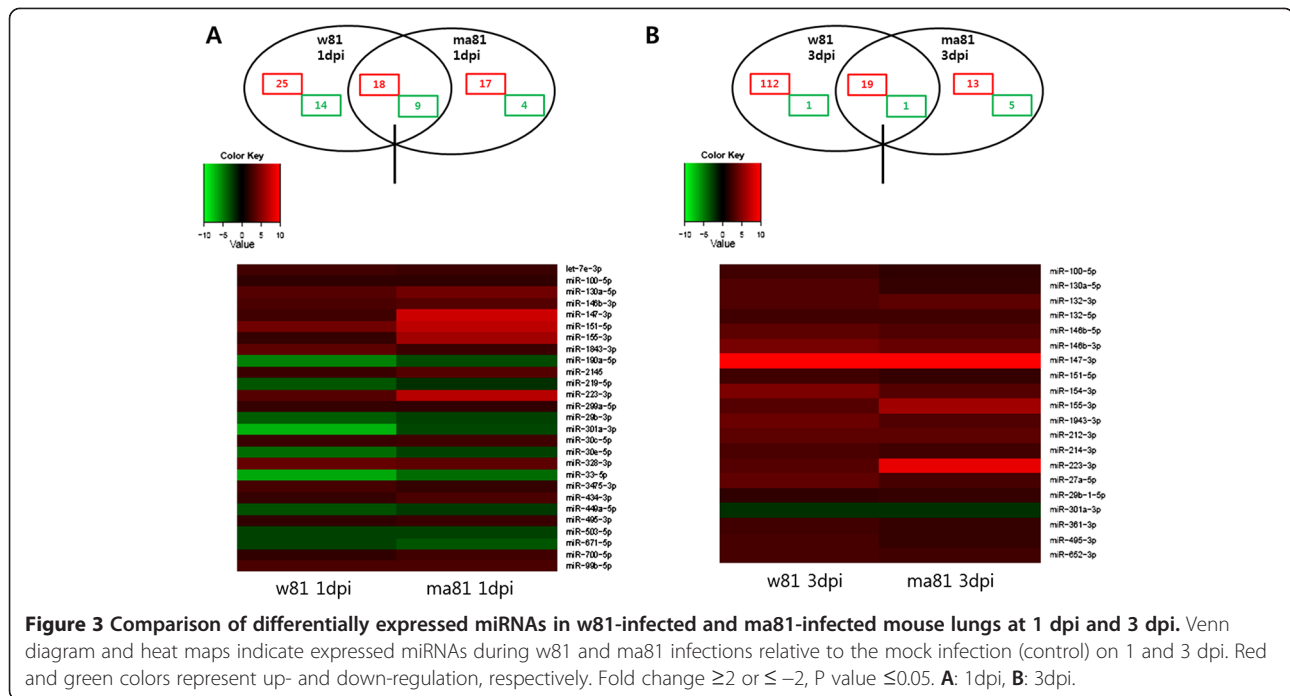 A
w81
1dpi
ma81
1dpi
25
18
17
14
9
4
Color Key
-10 -5 0 5 10
Value
let-7e-3p
miR-100-5p
miR-130a-5p
miR-146b-3p
miR-147-3p
miR-151-5p
miR-155-3p
miR-1843-3p
miR-190a-5p
miR-2145
miR-219-5p
miR-223-3p
miR-299a-5p
miR-29b-3p
miR-301a-3p
miR-30c-5p
miR-30e-5p
miR-328-3p
miR-33-5p
miR-3475-3p
miR-434-3p
miR-449a-5p
miR-495-3p
miR-503-5p
miR-671-5p
miR-700-5p
miR-99b-5p
w81 1dpi
ma81 1dpi
B
w81
3dpi
ma81
3dpi
112
19
13
1
1
5
Color Key
-10 -5 0 5 10
Value
miR-100-5p
miR-130a-5p
miR-132-3p
miR-132-5p
miR-146b-5p
miR-146b-3p
miR-147-3p
miR-151-5p
miR-154-3p
miR-155-3p
miR-1943-3p
miR-212-3p
miR-214-3p
miR-223-3p
miR-27a-5p
miR-29b-1-5p
miR-301a-3p
miR-361-3p
miR-495-3p
miR-652-3p
w81 3dpi
ma81 3dpi
Figure 3 Comparison of differentially expressed miRNAs in w81-infected and ma81-infected mouse lungs at 1 dpi and 3 dpi. Venn
diagram and heat maps indicate expressed miRNAs during w81 and ma81 infections relative to the mock infection (control) on 1 and 3 dpi. Red
and green colors represent up- and down-regulation, respectively. Fold change ≥2 or ≤ −2, P value ≤0.05. A: 1dpi, B: 3dpi.